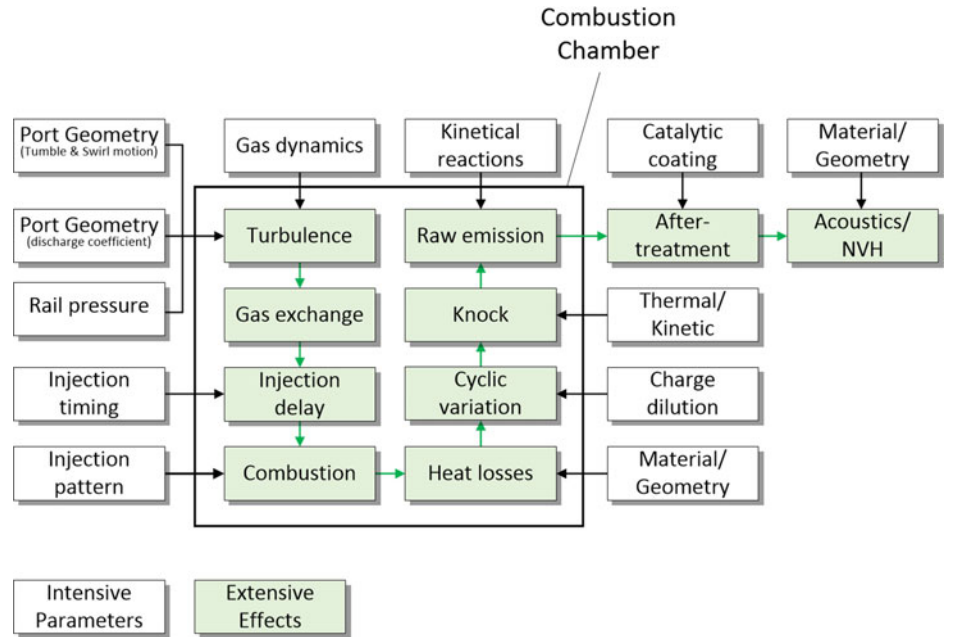 Combustion
Chamber
Port Geometry
(Tumble & Swirl motion)
Gas dynamics
Kinetical
reactions
Catalytic
coating
Material/
Geometry
Port Geometry
(discharge coefficient)
Turbulence
Raw emission
After-
treatment
Acoustics/
NVH
Rail pressure
Gas exchange
Knock
Thermal/
Kinetic
Injection
timing
Injection
delay
Cyclic
variation
Charge
dilution
Injection
pattern
Combustion
Heat losses
Material/
Geometry
Intensive
Parameters
Extensive
Effects